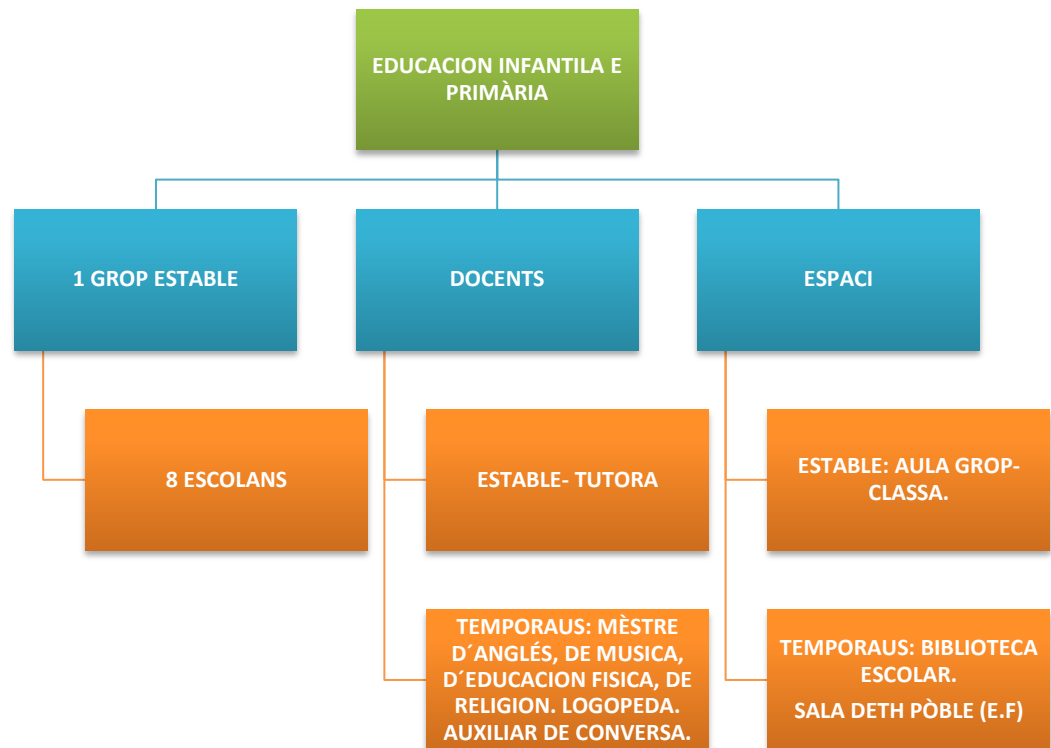 EDUCACION INFANTILA E
PRIMÀRIA
1 GROP ESTABLE
DOCENTS
ESPACI
8 ESCOLANS
ESTABLE- TUTORA
ESTABLE: AULA GROP-
CLASSA.
TEMPORAUS: MÈSTRE
D´ANGLÉS, DE MUSICA,
D´EDUCACION FISICA, DE
RELIGION. LOGOPEDA.
AUXILIAR DE CONVERSA.
TEMPORAUS: BIBLIOTECA
ESCOLAR.
SALA DETH PÒBLE (E.F)